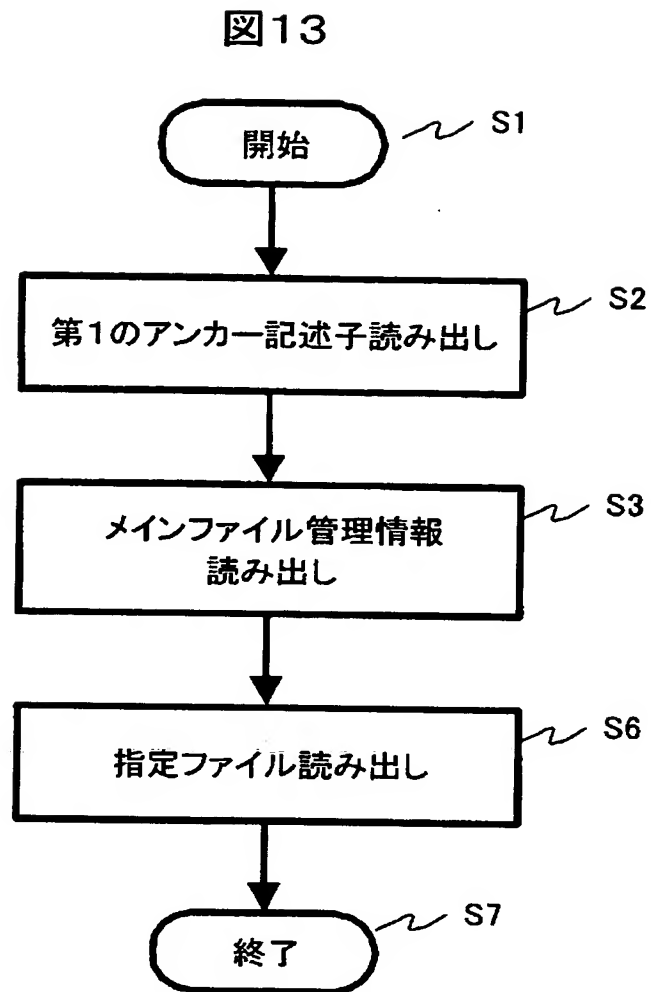 図13
開始
S1
第1のアンカー記述子読み出し
S2
メインファイル管理情報
読み出し
S3
指定ファイル読み出し
S6
終了
S7